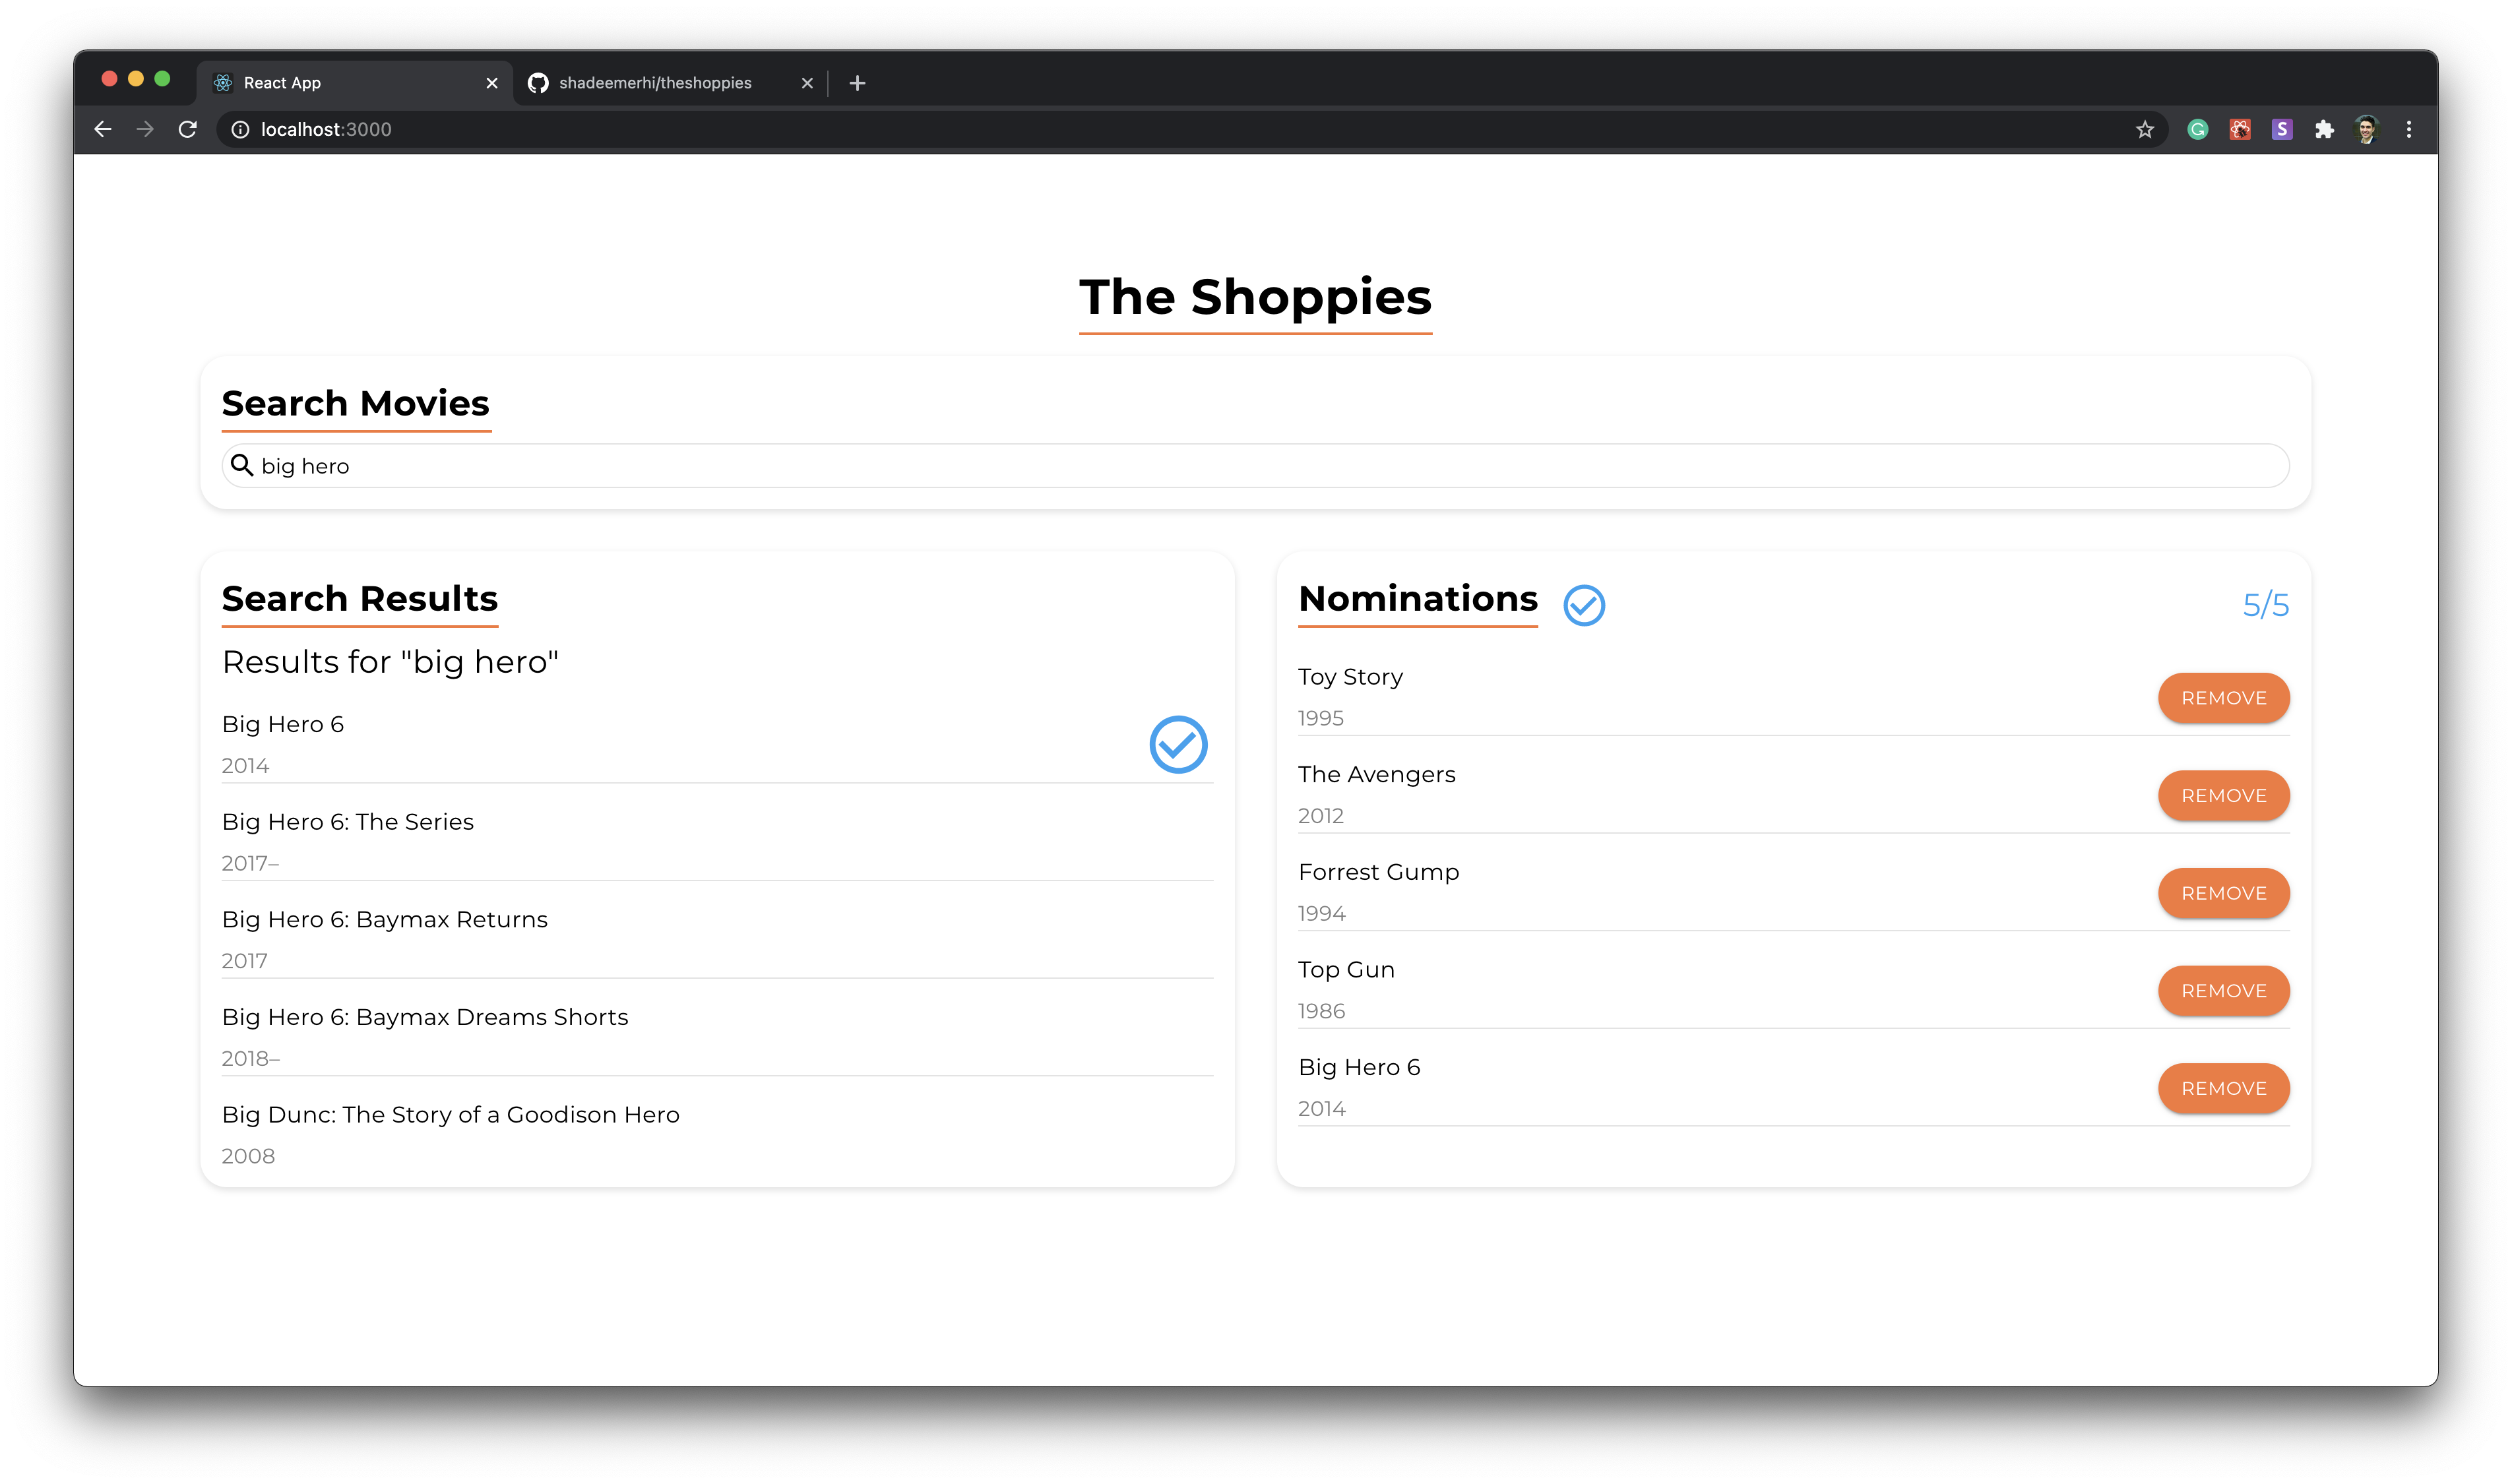 React App
shadeemerhi/theshoppies
localhost:3000
The Shoppies
Search Movies
big hero
Search Results
Results for "big hero"
Big Hero 6
2014
Big Hero 6: The Series
2017–
Big Hero 6: Baymax Returns
2017
Big Hero 6: Baymax Dreams Shorts
2018–
Big Dunc: The Story of a Goodison Hero
2008
Nominations
5/5
Toy Story
1995
REMOVE
The Avengers
2012
REMOVE
Forrest Gump
1994
REMOVE
Top Gun
1986
REMOVE
Big Hero 6
2014
REMOVE